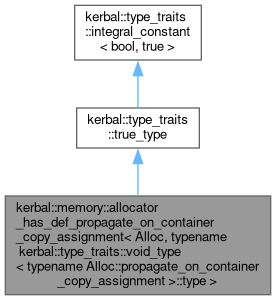 kerbal::type_traits
::integral_constant
< bool, true >
kerbal::type_traits
::true_type
kerbal::memory::allocator
_has_def_propagate_on_container
_copy_assignment< Alloc, typename
kerbal::type_traits::void_type
< typename Alloc::propagate_on_container
_copy_assignment >::type >